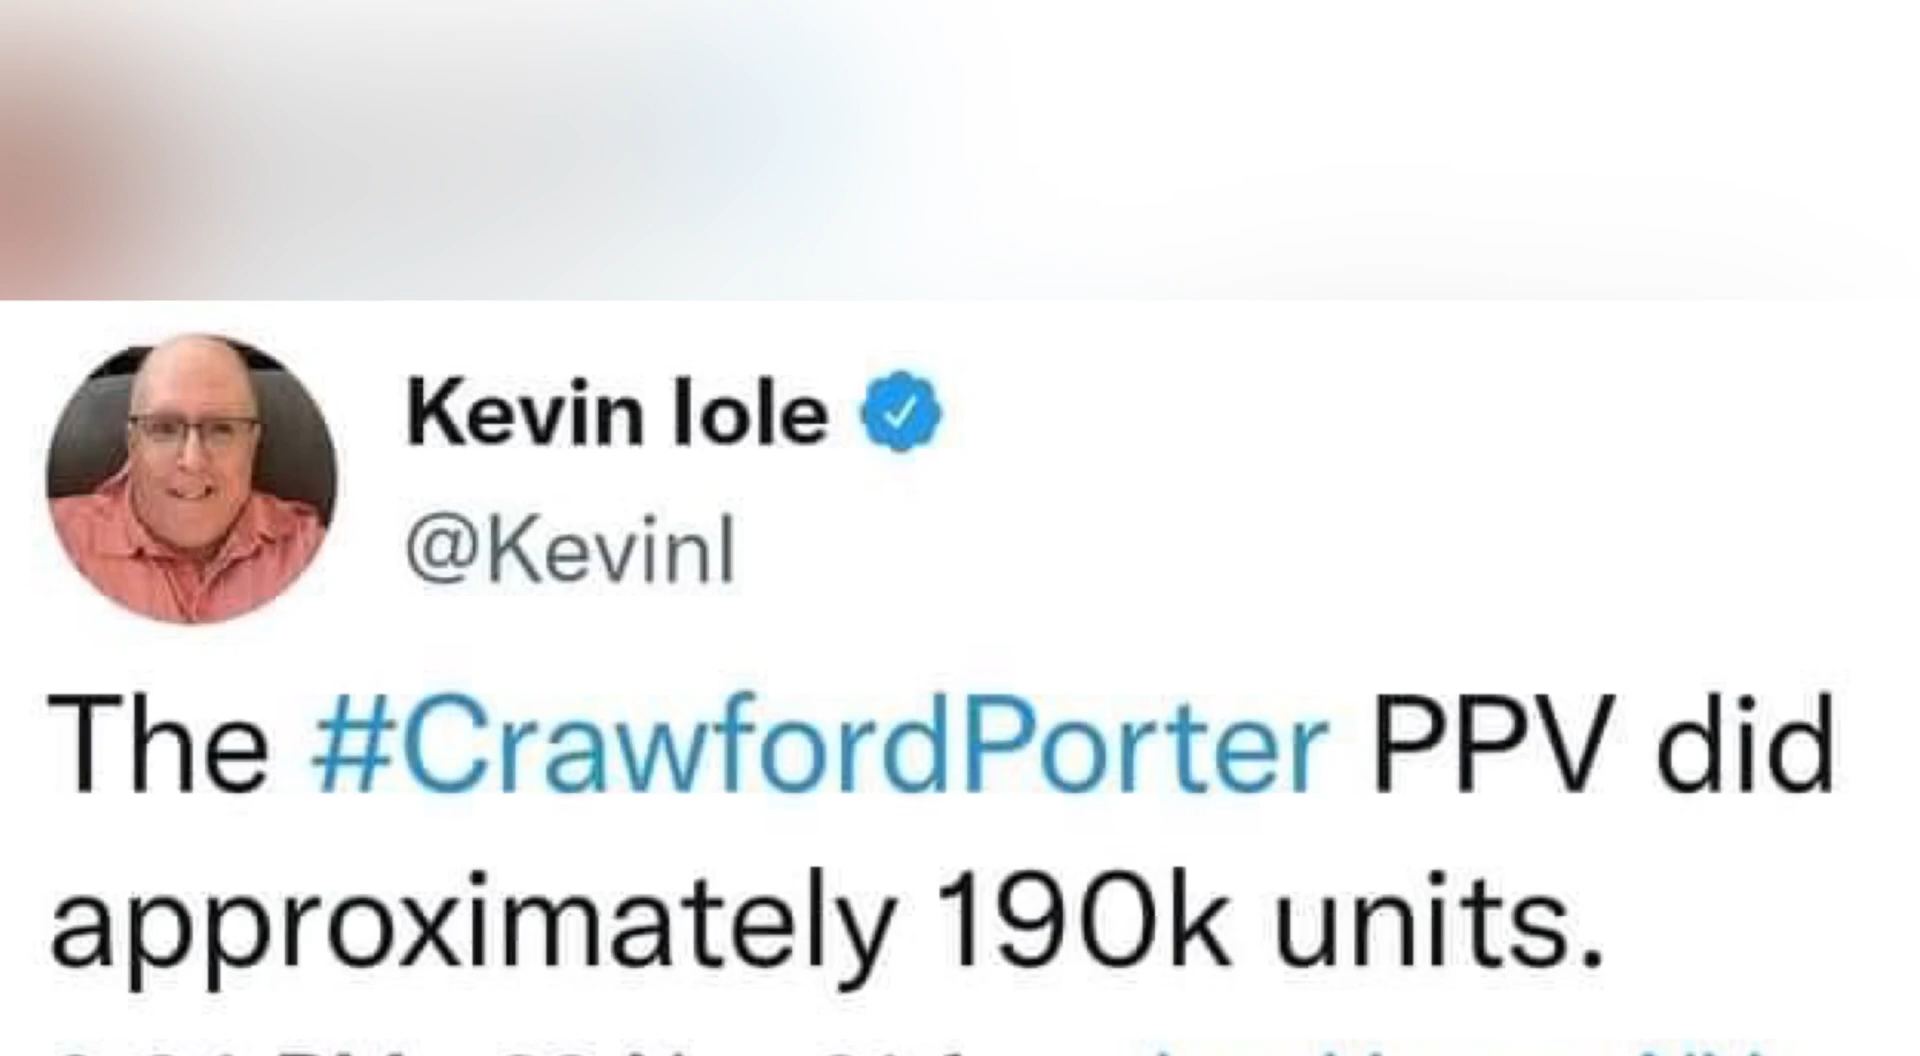 Kevin Iole
@KevinI
The #CrawfordPorter PPV did
approximately 190k units.